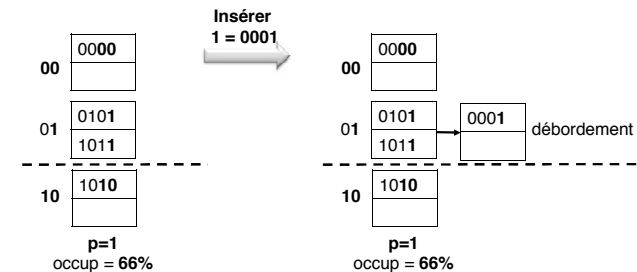 Insérer
1 = 0001
00
0000
01
0101
1011
10
1010
p=1
occup = 66%
00
0000
01
0101
1011
0001
débordement
10
1010
p=1
occup = 66%